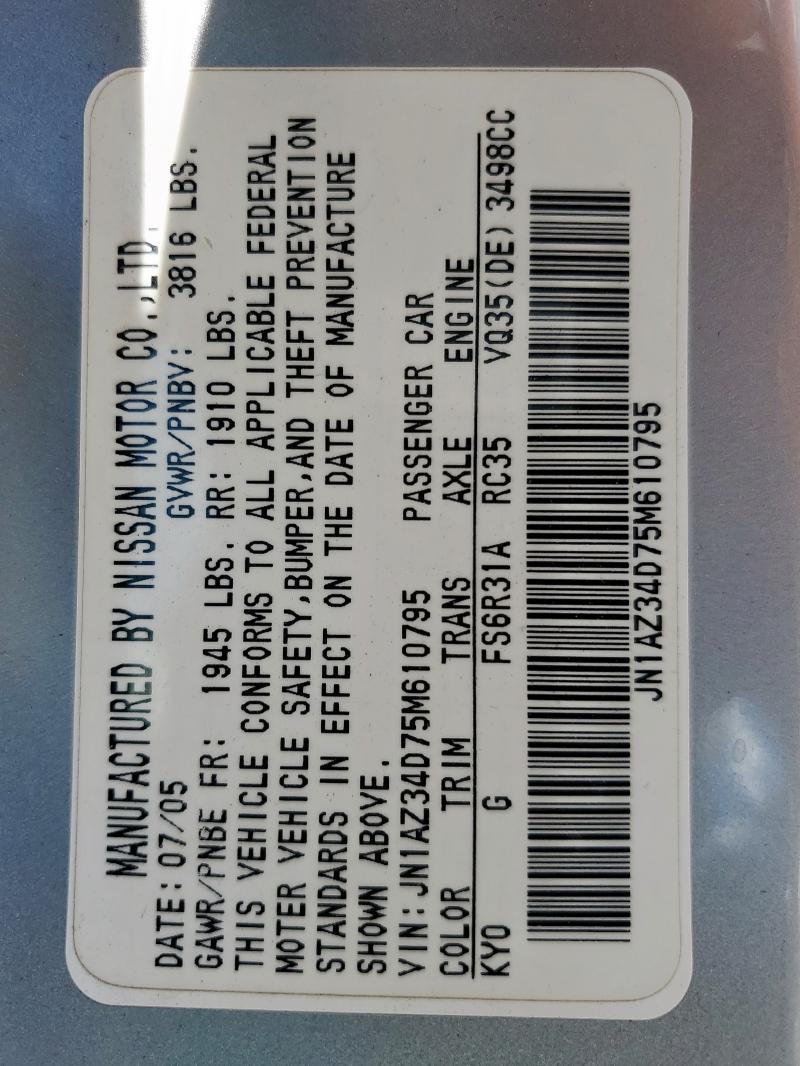 MANUFACTURED BY NISSAN MOTOR CO.,LTD.
DATE: 07/05 GVWR/PNBV: 3816 LBS.
GAWR/PNBE FR: 1945 LBS. RR: 1910 LBS.
THIS VEHICLE CONFORMS TO ALL APPLICABLE FEDERAL
MOTER VEHICLE SAFETY,BUMPER,AND THEFT PREVENTION
STANDARDS IN EFFECT ON THE DATE OF MANUFACTURE
SHOWN ABOVE.
VIN: JN1AZ34D75M610795 PASSENGER CAR
COLOR TRIM TRANS AXLE ENGINE
KY0 G FS6R31A RC35 VQ35(DE) 3498CC
JN1AZ34D75M610795